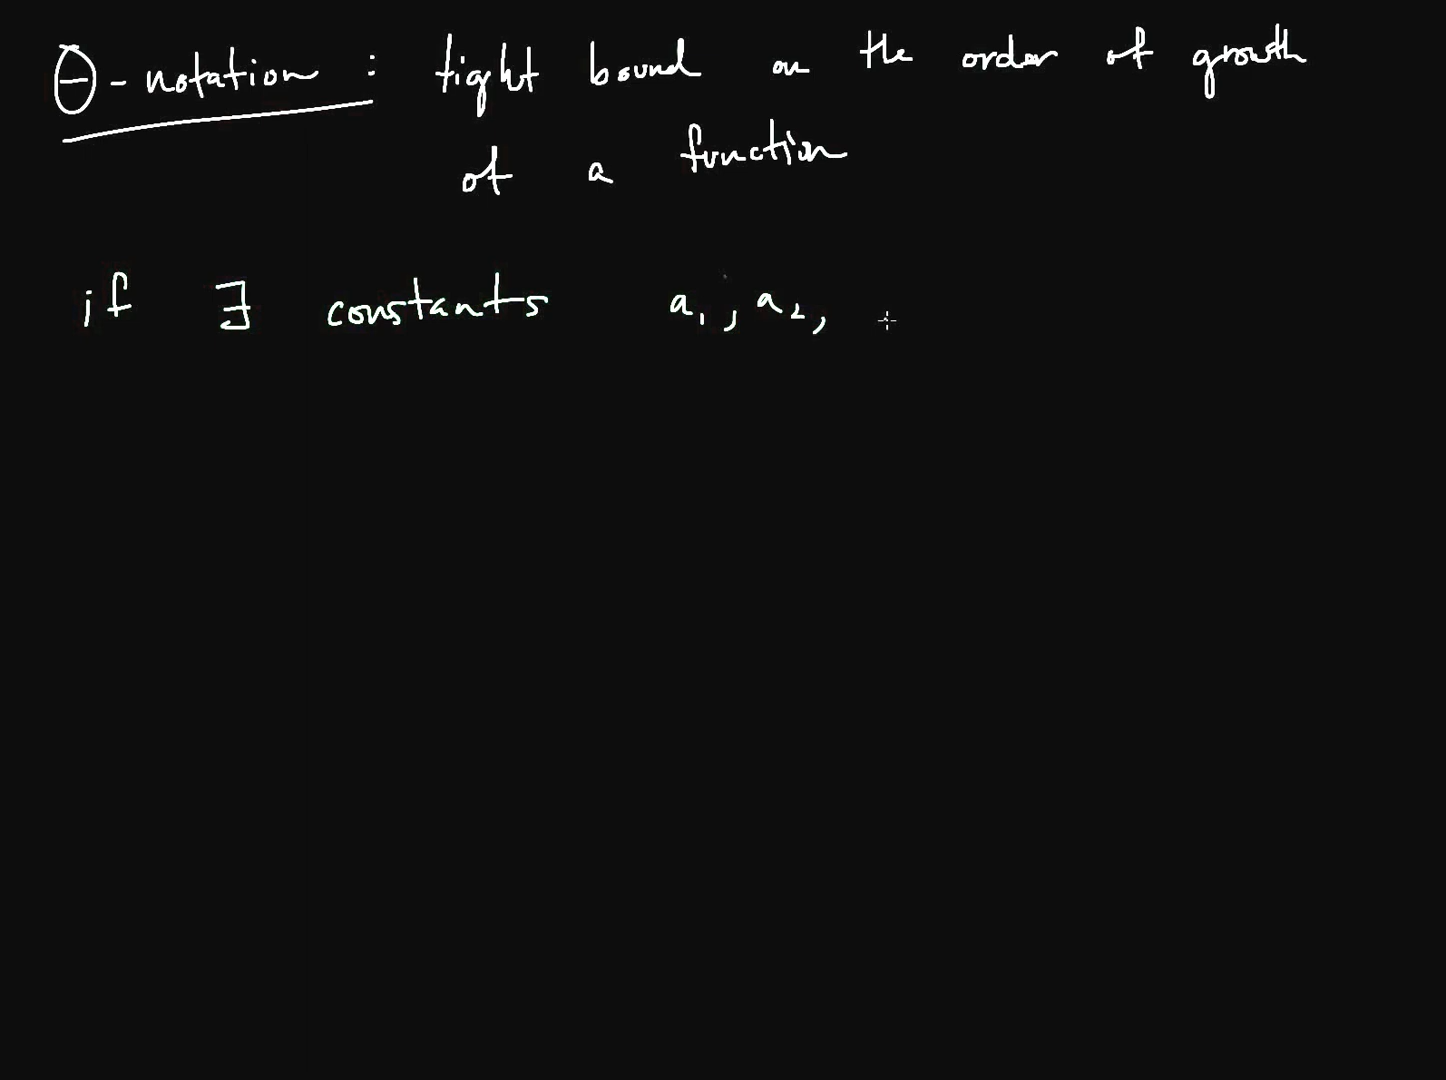 Θ-notation : tight bound on the order of growth
of a function
if ∃ constants a₁, a₂,